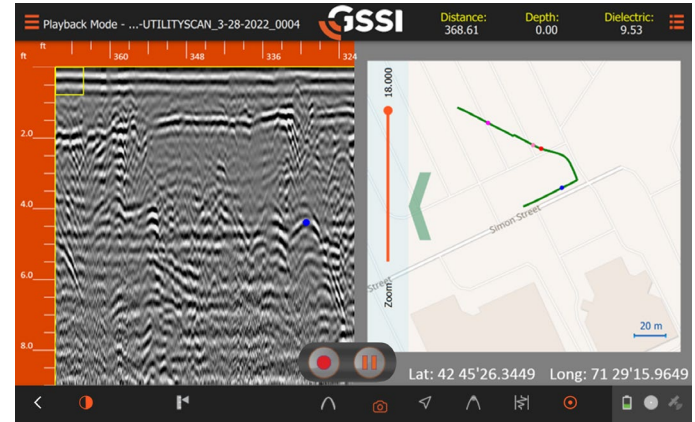 Playback Mode - ...-UTILITYSCAN_3-28-2022_0004
GSSI
Distance:
368.61
Depth:
0.00
Dielectric:
9.53
ft
ft
360
348
336
324
2.0
4.0
6.0
8.0
18.000
Zoom
Simon Street
Street
20 m
Lat: 42 45'26.3449 Long: 71 29'15.9649